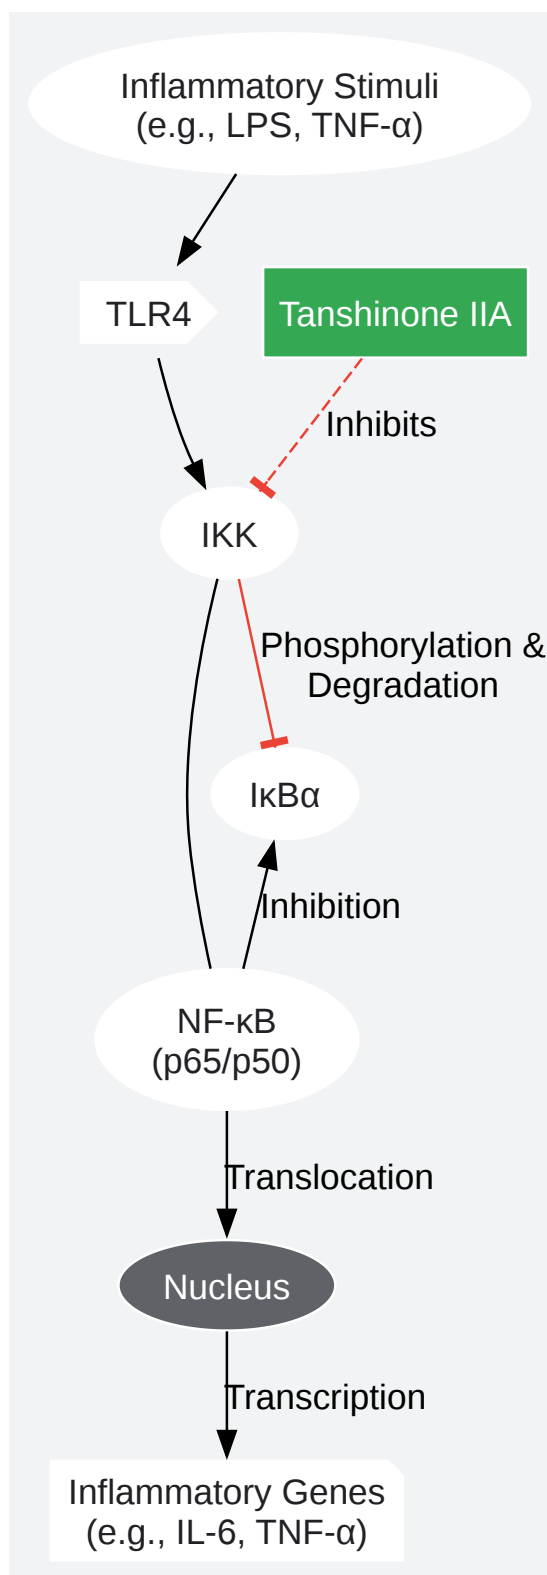 Inflammatory Stimuli
(e.g., LPS, TNF-α)
TLR4
Tanshinone IIA
Inhibits
IKK
Phosphorylation &
Degradation
IκBα
Inhibition
NF-κB
(p65/p50)
Translocation
Nucleus
Transcription
Inflammatory Genes
(e.g., IL-6, TNF-α)